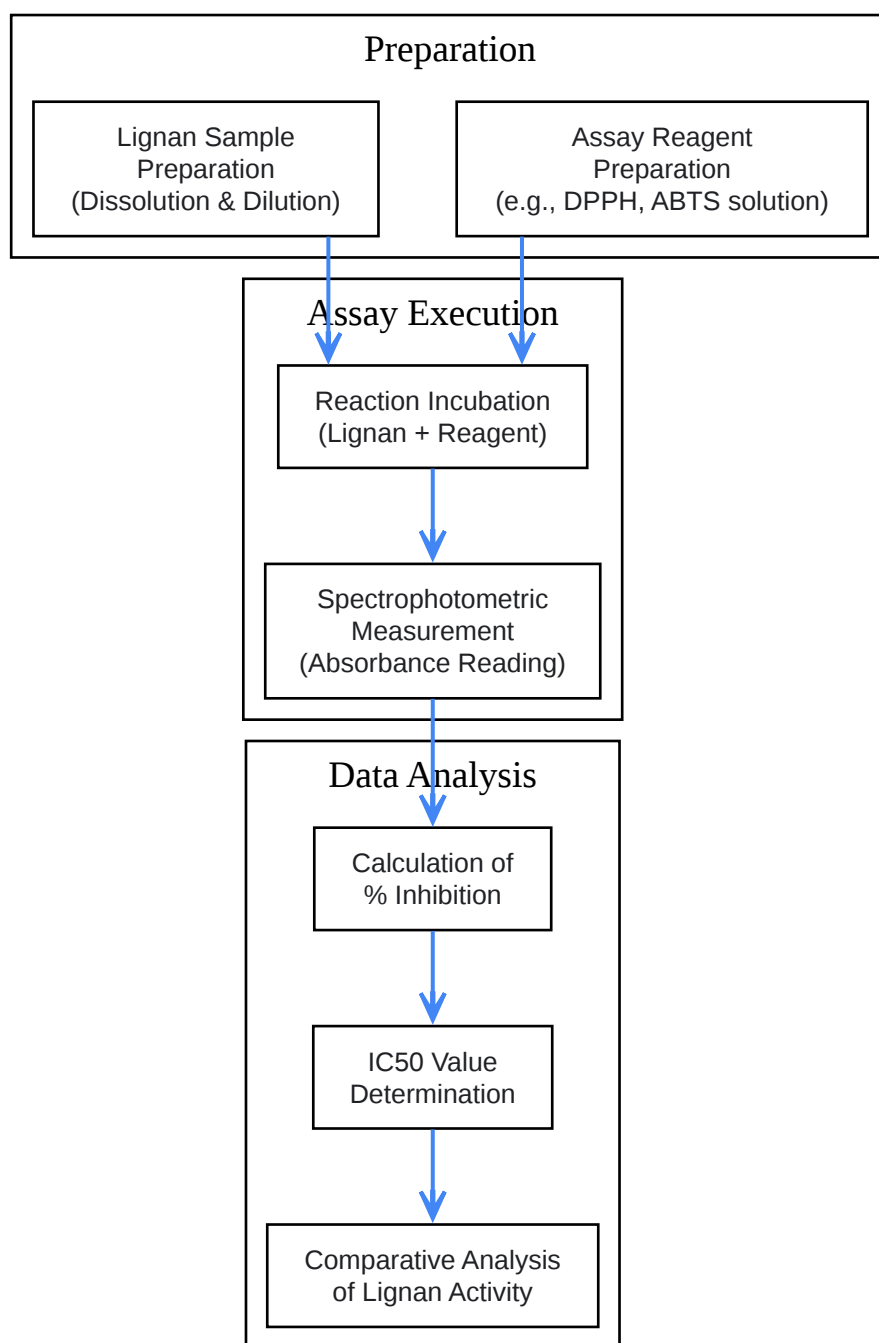 Preparation
Lignan Sample
Preparation
(Dissolution & Dilution)
Assay Reagent
Preparation
(e.g., DPPH, ABTS solution)
Assay Execution
Reaction Incubation
(Lignan + Reagent)
Spectrophotometric
Measurement
(Absorbance Reading)
Data Analysis
Calculation of
% Inhibition
IC50 Value
Determination
Comparative Analysis
of Lignan Activity